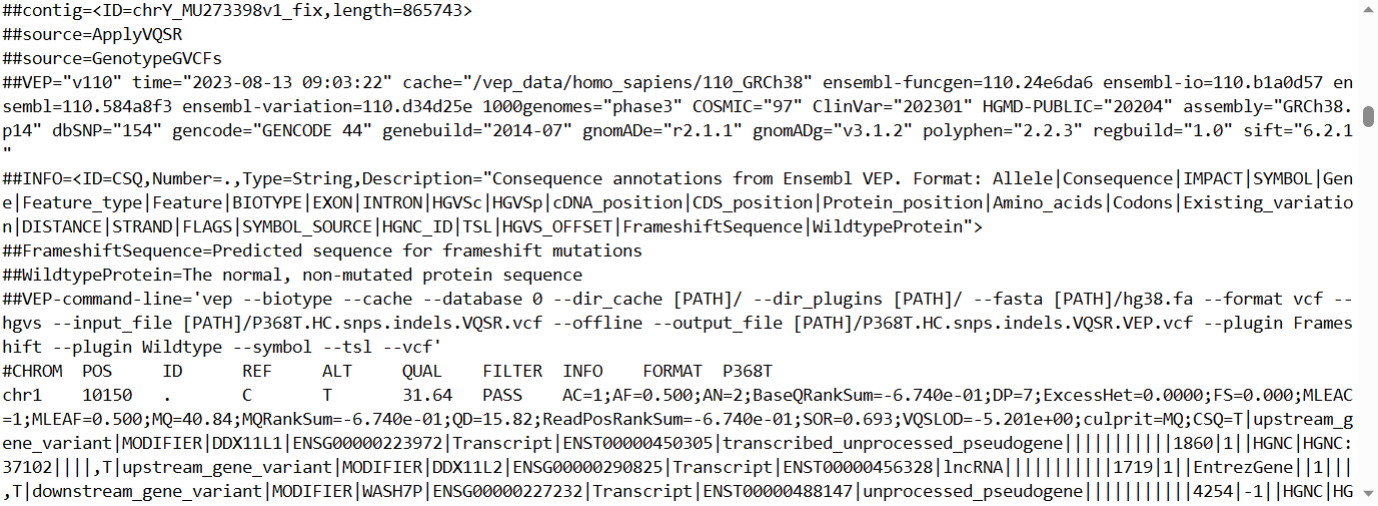 ##contig=<ID=chrY_MU273398v1_fix,length=865743>
##source=ApplyVQSR
##source=GenotypeGVCFs
##VEP="v110" time="2023-08-13 09:03:22" cache="/vep_data/homo_sapiens/110_GRCh38" ensembl-funcgen=110.24e6da6 ensembl-io=110.b1a0d57 en
sembl=110.584a8f3 ensembl-variation=110.d34d25e 1000genomes="phase3" COSMIC="97" ClinVar="202301" HGMD-PUBLIC="20204" assembly="GRCh38.
p14" dbSNP="154" gencode="GENCODE 44" genebuild="2014-07" gnomADe="r2.1.1" gnomADg="v3.1.2" polyphen="2.2.3" regbuild="1.0" sift="6.2.1
"
##INFO=<ID=CSQ,Number=.,Type=String,Description="Consequence annotations from Ensembl VEP. Format: Allele|Consequence|IMPACT|SYMBOL|Gen
e|Feature_type|Feature|BIOTYPE|EXON|INTRON|HGVSc|HGVSp|cDNA_position|CDS_position|Protein_position|Amino_acids|Codons|Existing_variatio
n|DISTANCE|STRAND|FLAGS|SYMBOL_SOURCE|HGNC_ID|TSL|HGVS_OFFSET|FrameshiftSequence|WildtypeProtein">
##FrameshiftSequence=Predicted sequence for frameshift mutations
##WildtypeProtein=The normal, non-mutated protein sequence
##VEP-command-line='vep --biotype --cache --database 0 --dir_cache [PATH]/ --dir_plugins [PATH]/ --fasta [PATH]/hg38.fa --format vcf --
hgvs --input_file [PATH]/P368T.HC.snps.indels.VQSR.vcf --offline --output_file [PATH]/P368T.HC.snps.indels.VQSR.VEP.vcf --plugin Frames
hift --plugin Wildtype --symbol --tsl --vcf'
#CHROM POS ID REF ALT QUAL FILTER INFO FORMAT P368T
chr1 10150 . C T 31.64 PASS AC=1;AF=0.500;AN=2;BaseQRankSum=-6.740e-01;DP=7;ExcessHet=0.0000;FS=0.000;MLEAC
=1;MLEAF=0.500;MQ=40.84;MQRankSum=-6.740e-01;QD=15.82;ReadPosRankSum=-6.740e-01;SOR=0.693;VQSLOD=-5.201e+00;culprit=MQ;CSQ=T|upstream_g
ene_variant|MODIFIER|DDX11L1|ENSG00000223972|Transcript|ENST00000450305|transcribed_unprocessed_pseudogene|||||||||||1860|1||HGNC|HGNC:
37102||||,T|upstream_gene_variant|MODIFIER|DDX11L2|ENSG00000290825|Transcript|ENST00000456328|lncRNA|||||||||||1719|1||EntrezGene||1|||
,T|downstream_gene_variant|MODIFIER|WASH7P|ENSG00000227232|Transcript|ENST00000488147|unprocessed_pseudogene|||||||||||4254|-1||HGNC|HG